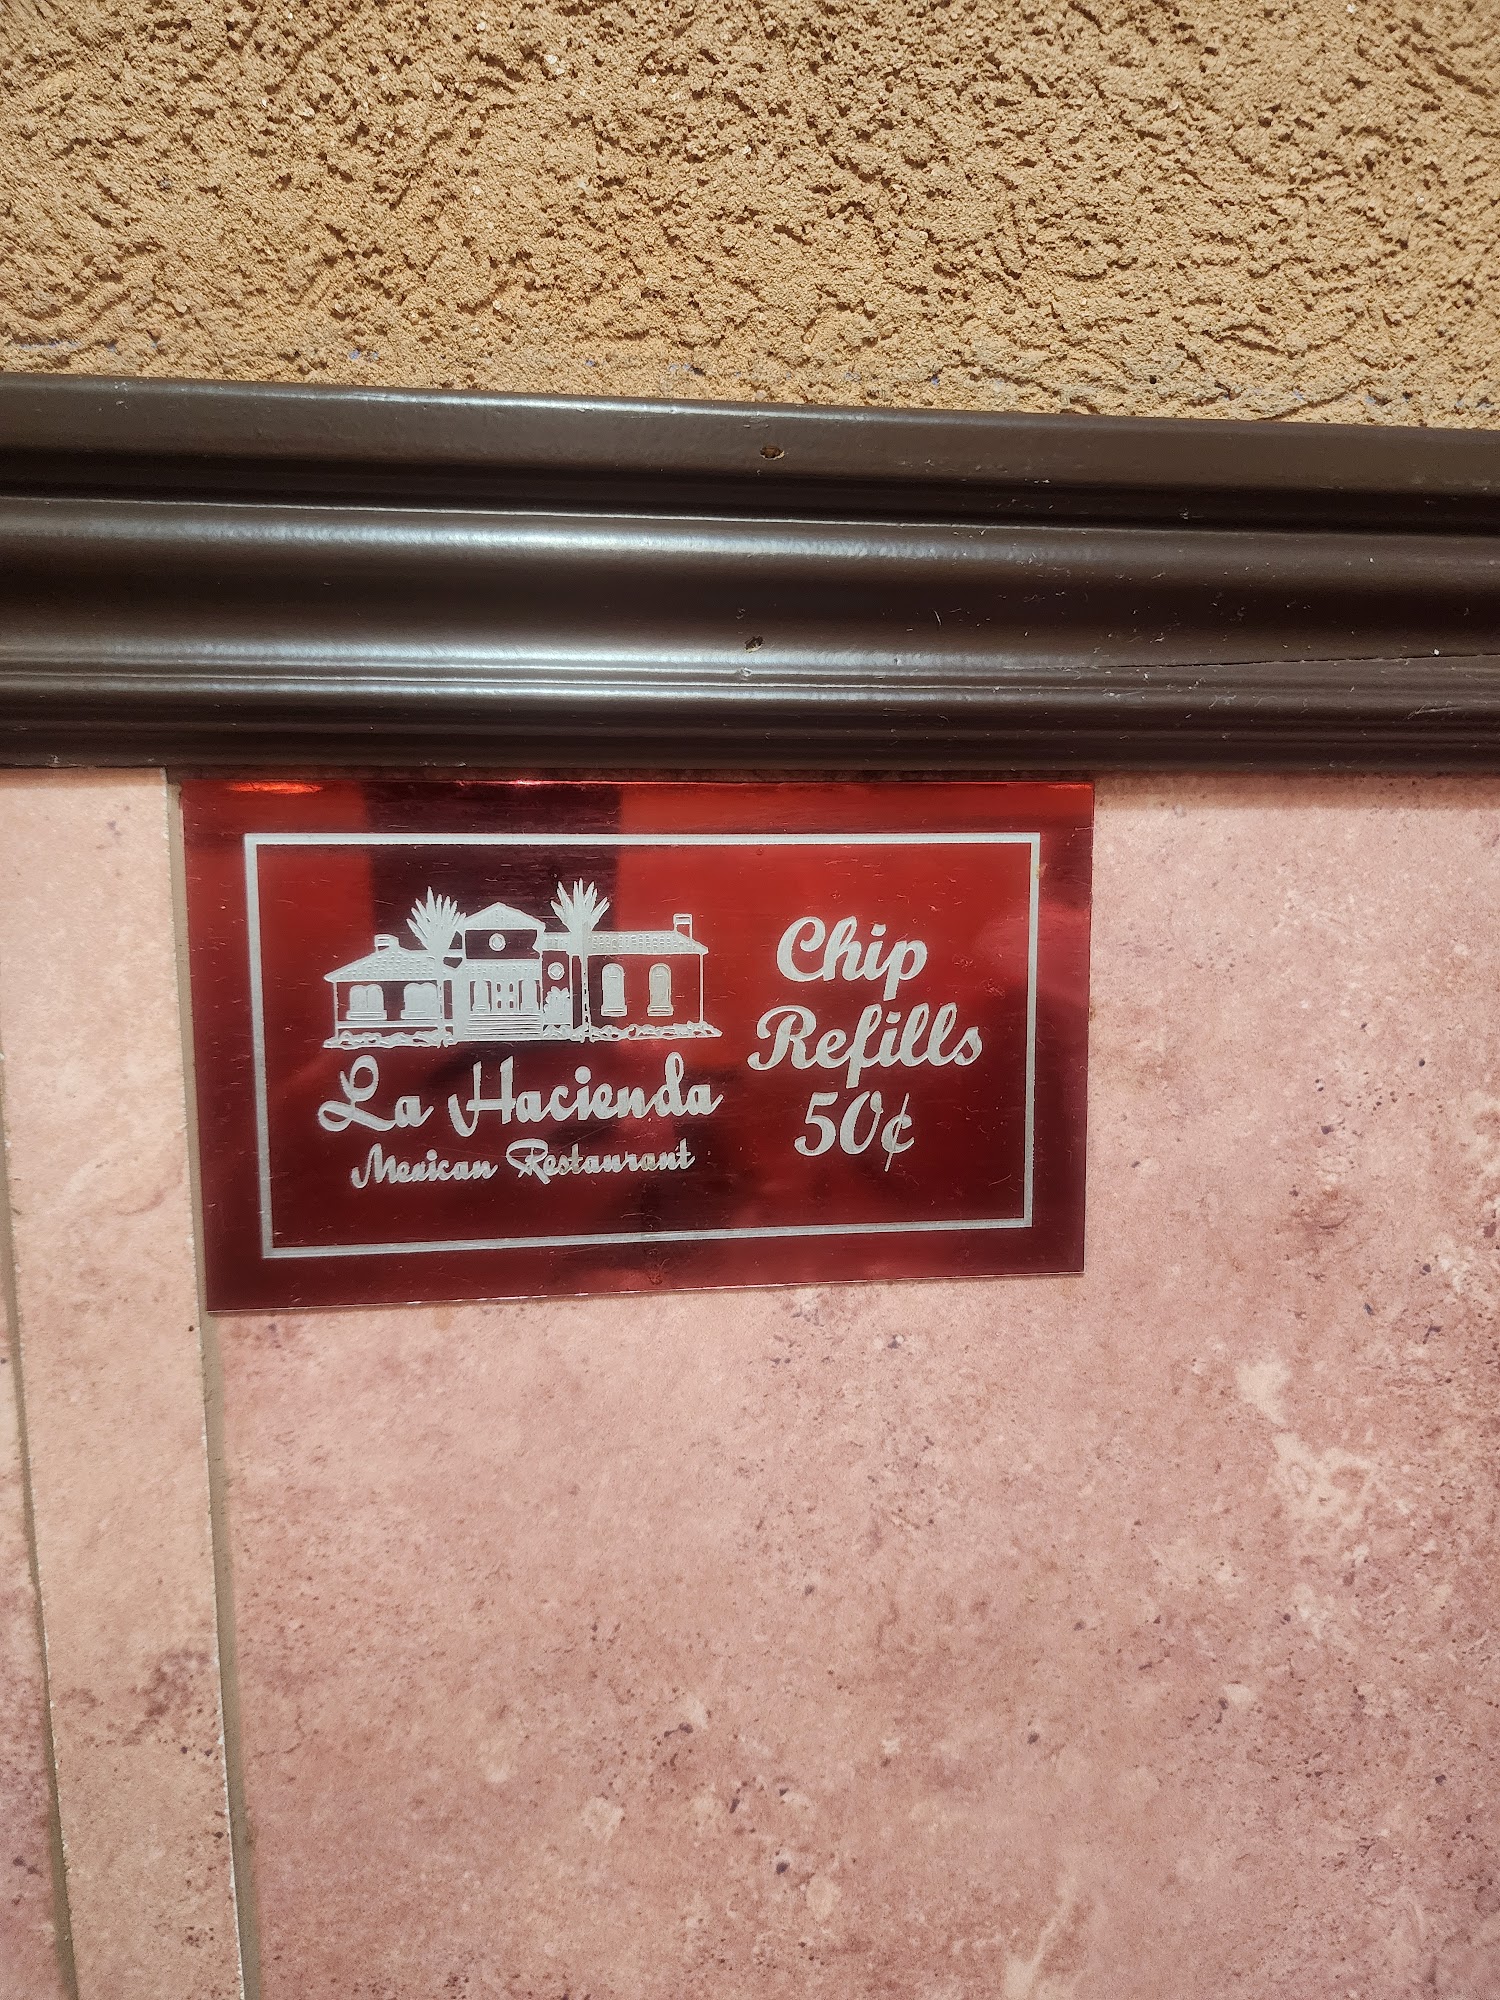 La Hacienda
Mexican Restaurant
Chip
Refills
50¢